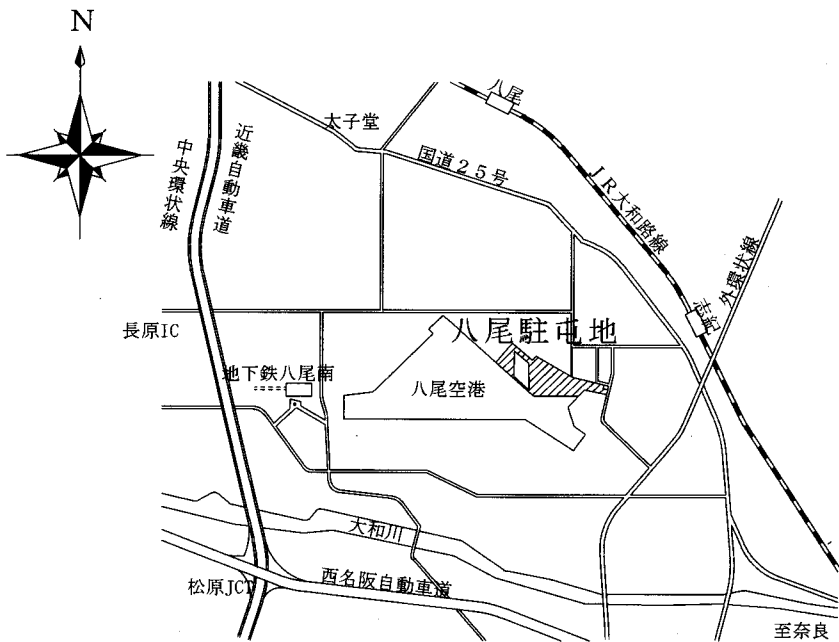 N
八尾
太子堂
国道25号
近畿自動車道
中央環状線
JR大和路線
外環状線
志紀
長原IC
八尾駐屯地
地下鉄八尾南
八尾空港
大和川
松原JCT
西名阪自動車道
至奈良